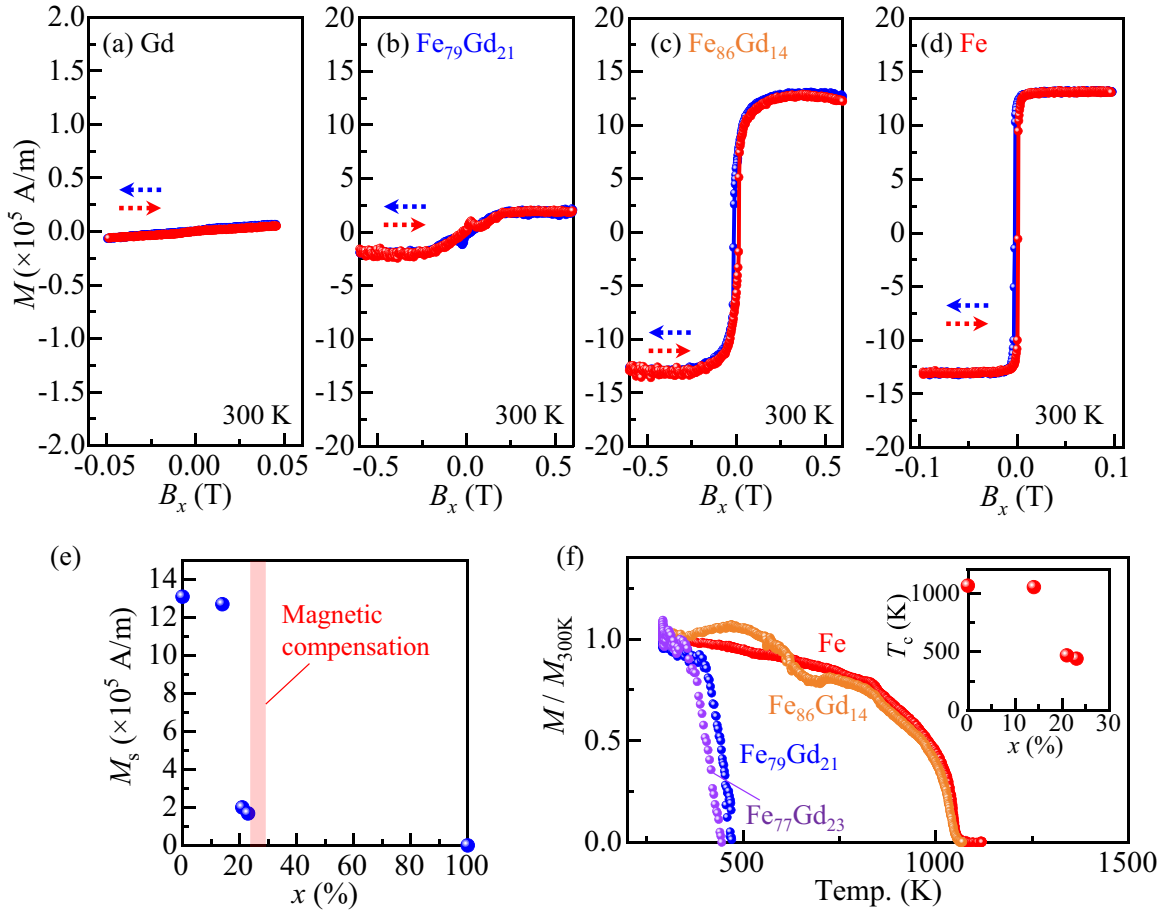 (a) Gd
2.0
1.5
1.0
0.5
0.0
-0.5
-1.0
-1.5
-2.0
M (×10⁵ A/m)
300 K
-0.05 0.00 0.05
Bₓ (T)
(b) Fe₇₉Gd₂₁
20
15
10
5
0
-5
-10
-15
-20
300 K
-0.5 0.0 0.5
Bₓ (T)
(c) Fe₈₆Gd₁₄
20
15
10
5
0
-5
-10
-15
-20
300 K
-0.5 0.0 0.5
Bₓ (T)
(d) Fe
20
15
10
5
0
-5
-10
-15
-20
300 K
-0.1 0.0 0.1
Bₓ (T)
(e)
14
12
10
8
6
4
2
0
Mₛ (×10⁵ A/m)
Magnetic
compensation
0 20 40 60 80 100
x (%)
(f)
1.0
0.5
0.0
M / M₃₀₀K
Fe
Fe₈₆Gd₁₄
Fe₇₉Gd₂₁
Fe₇₇Gd₂₃
500 1000 1500
Temp. (K)
1000
500
0
T_c (K)
0 10 20 30
x (%)